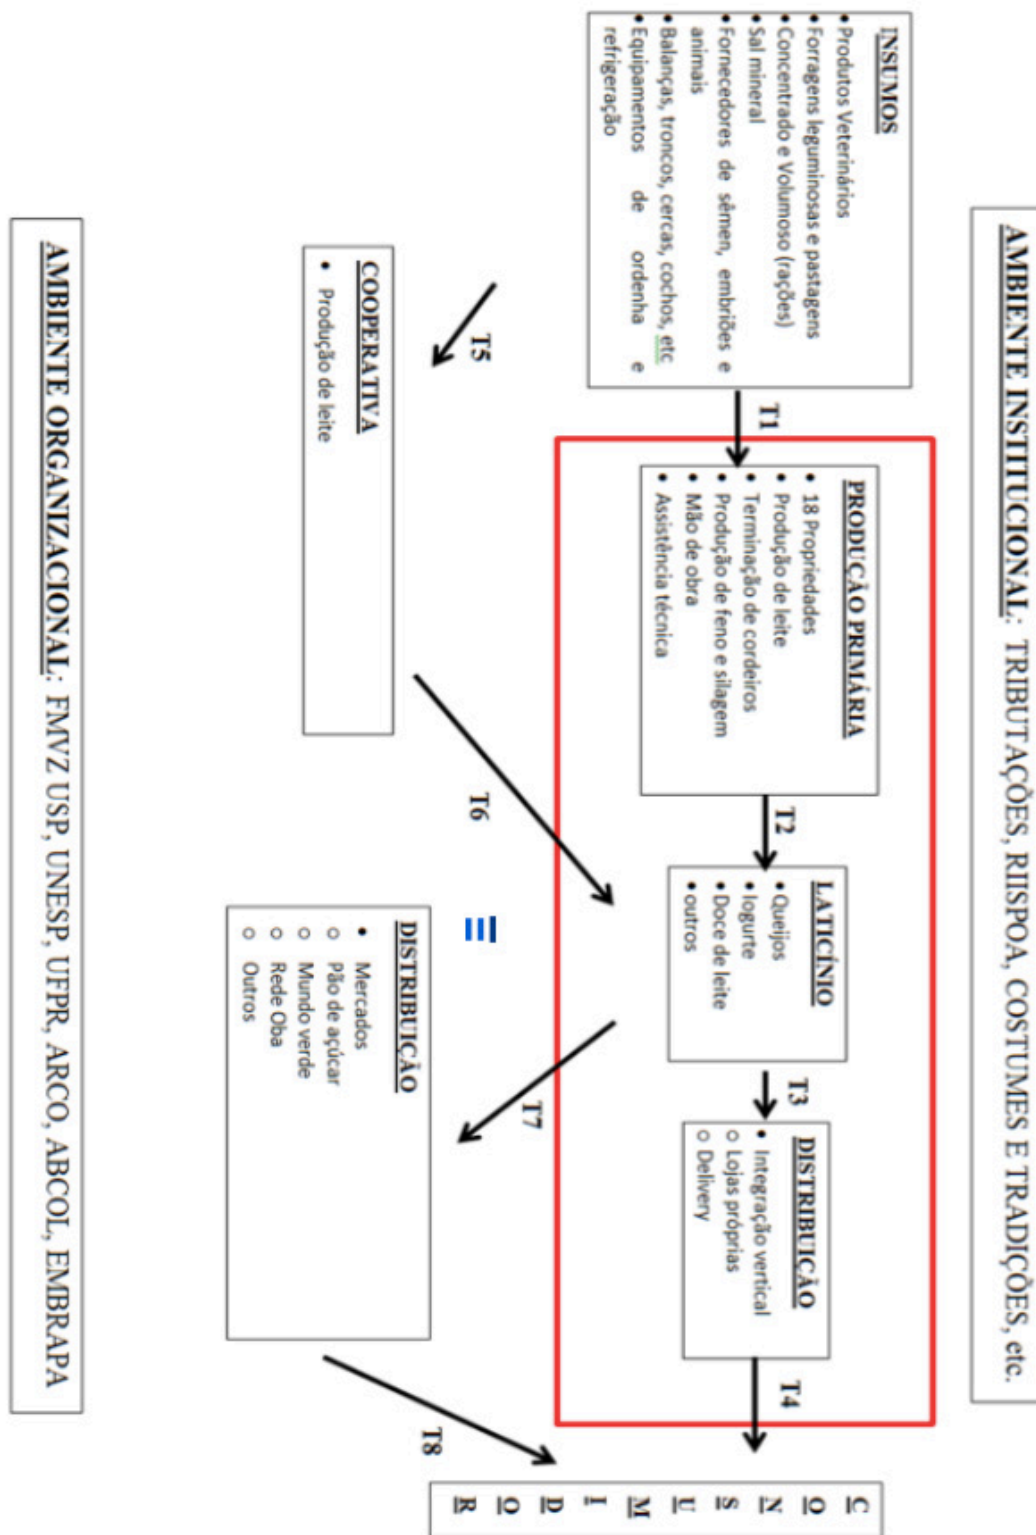 AMBIENTE INSTITUCIONAL: TRIBUTAÇÕES, RIISPOA, COSTUMES E TRADIÇÕES, etc.
INSUMOS
• Produtos Veterinários
• Forragens leguminosas e pastagens
• Concentrado e Volumoso (rações)
• Sal mineral
• Fornecedores de sêmen, embriões e
animais
• Balanças, troncos, cercas, cochos, etc
• Equipamentos de ordenha e
refrigeração
T1
PRODUÇÃO PRIMÁRIA
• 18 Propriedades
• Produção de leite
• Terminação de cordeiros
• Produção de feno e silagem
• Mão de obra
• Assistência técnica
T2
LATICÍNIO
• Queijos
• Iogurte
• Doce de leite
• outros
T3
DISTRIBUIÇÃO
• Integração vertical
○ Lojas próprias
○ Delivery
T4
C
O
N
S
U
M
I
D
O
R
T5
COOPERATIVA
• Produção de leite
T6
T7
DISTRIBUIÇÃO
• Mercados
○ Pão de açúcar
○ Mundo verde
○ Rede Oba
○ Outros
T8
AMBIENTE ORGANIZACIONAL: FMVZ USP, UNESP, UFPR, ARCO, ABCOL, EMBRAPA